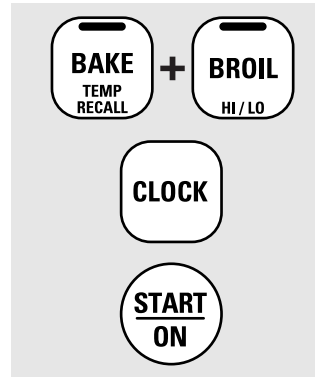 BAKE + BROIL
TEMP
RECALL HI / LO
CLOCK
START
ON